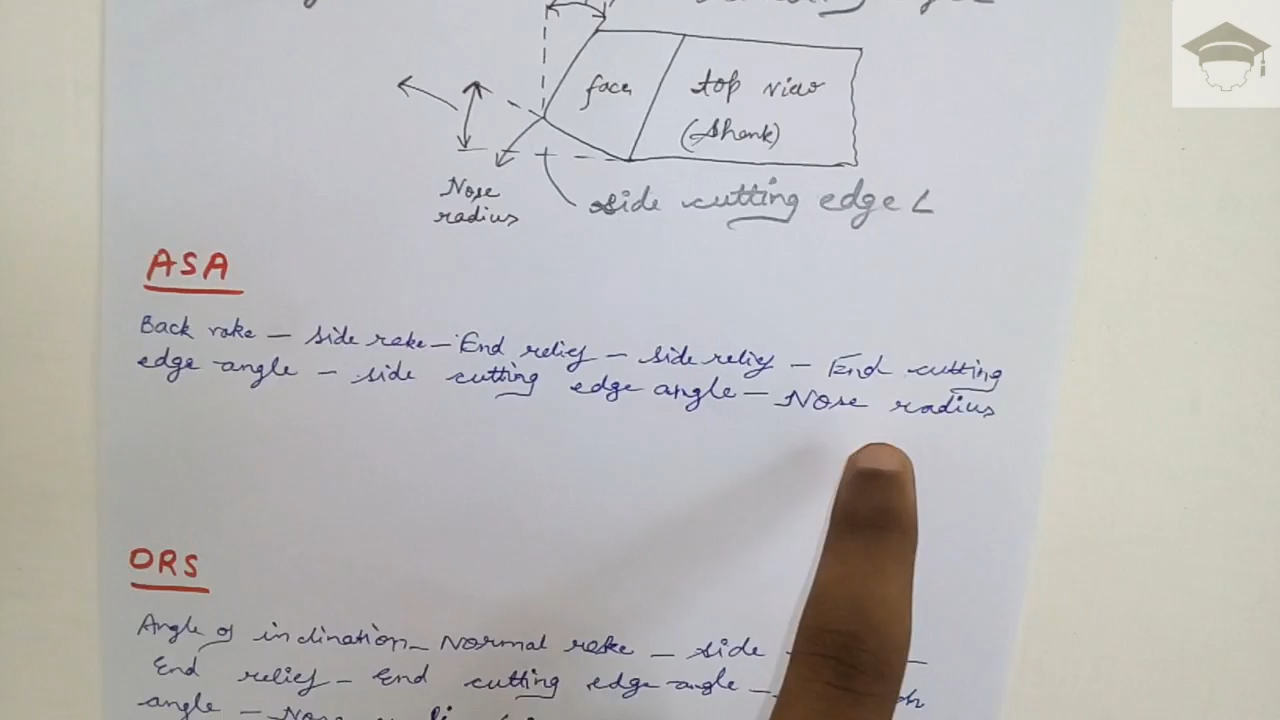 face
top view
(shank)
Nose
radius
side cutting edge L
ASA
Back rake – side rake – End relief – side relief – End cutting
edge angle – side cutting edge angle – Nose radius
ORS
Angle of inclination – Normal rake – side
End relief – End cutting edge angle –
angle – Nose